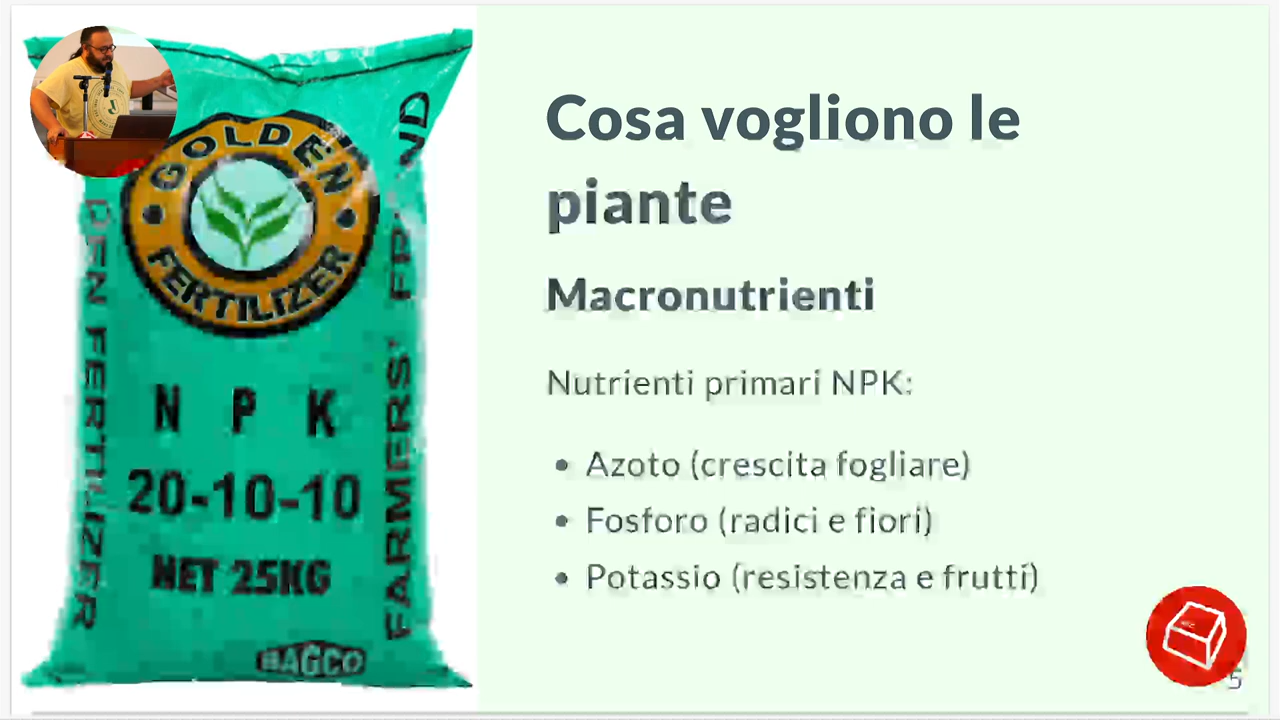 GOLDEN
FERTILIZER
DEN FERTILIZER
FARMERS'
N P K
20-10-10
NET 25KG
BAGCO
Cosa vogliono le
piante
Macronutrienti
Nutrienti primari NPK:
• Azoto (crescita fogliare)
• Fosforo (radici e fiori)
• Potassio (resistenza e frutti)
5